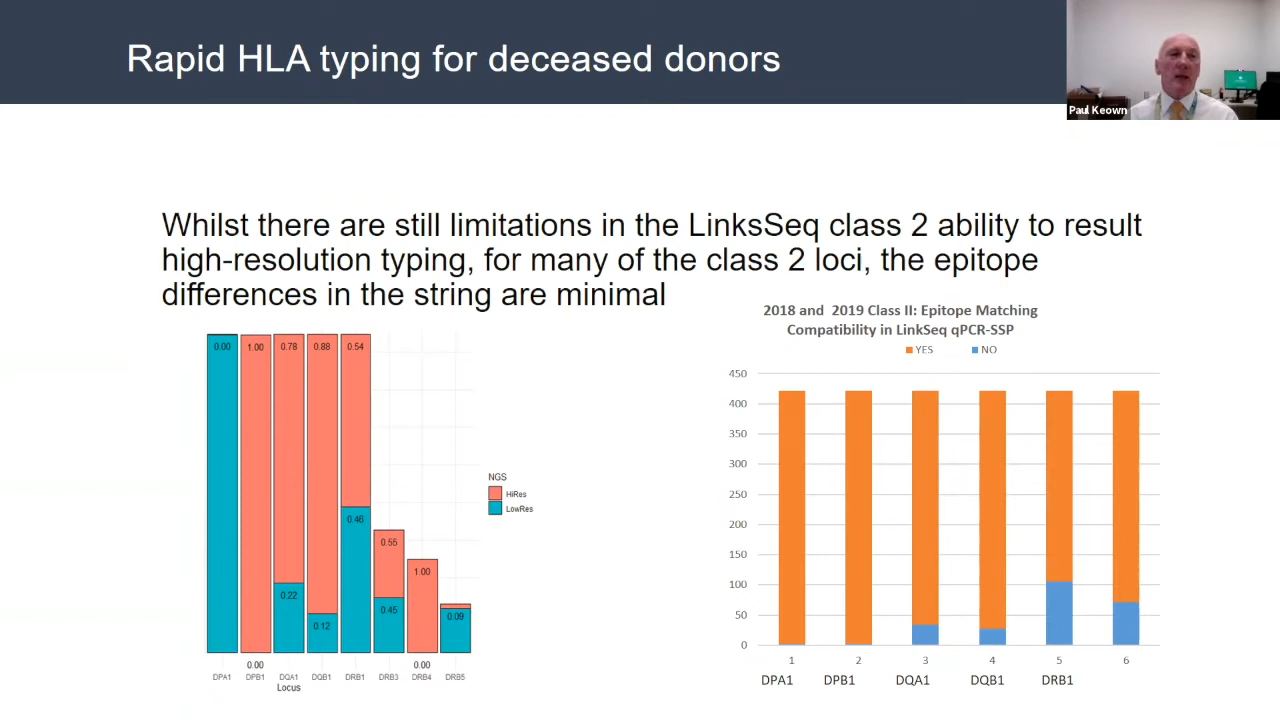 Rapid HLA typing for deceased donors
Paul Keown
Whilst there are still limitations in the LinksSeq class 2 ability to result
high-resolution typing, for many of the class 2 loci, the epitope
differences in the string are minimal
0.00 1.00 0.78 0.88 0.54
0.46
0.55
1.00
0.22
0.45
0.09
0.12
0.00 0.00
DPA1 DPB1 DQA1 DQB1 DRB1 DRB3 DRB4 DRB5
Locus
NGS
HiRes
LowRes
2018 and 2019 Class II: Epitope Matching
Compatibility in LinkSeq qPCR-SSP
YES NO
450
400
350
300
250
200
150
100
50
0
1 2 3 4 5 6
DPA1 DPB1 DQA1 DQB1 DRB1